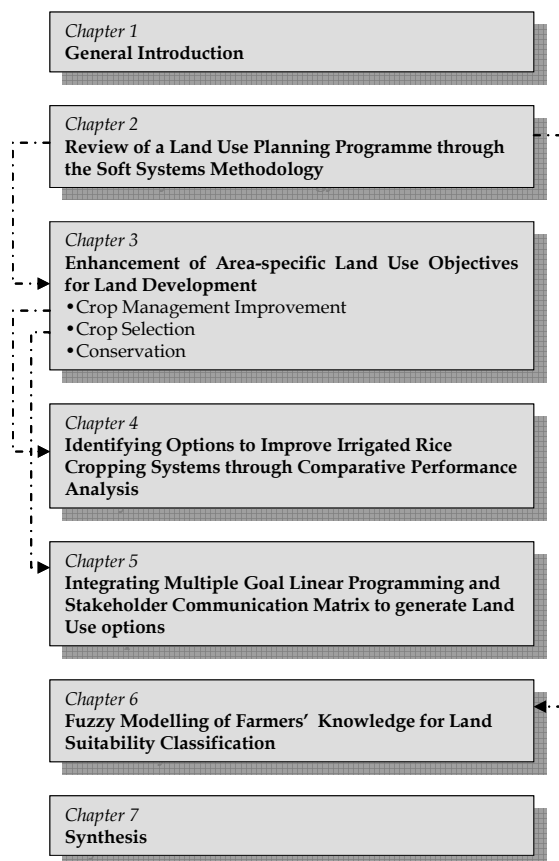 Chapter 1
General Introduction
Chapter 2
Review of a Land Use Planning Programme through
the Soft Systems Methodology
Chapter 3
Enhancement of Area-specific Land Use Objectives
for Land Development
•Crop Management Improvement
•Crop Selection
•Conservation
Chapter 4
Identifying Options to Improve Irrigated Rice
Cropping Systems through Comparative Performance
Analysis
Chapter 5
Integrating Multiple Goal Linear Programming and
Stakeholder Communication Matrix to generate Land
Use options
Chapter 6
Fuzzy Modelling of Farmers' Knowledge for Land
Suitability Classification
Chapter 7
Synthesis